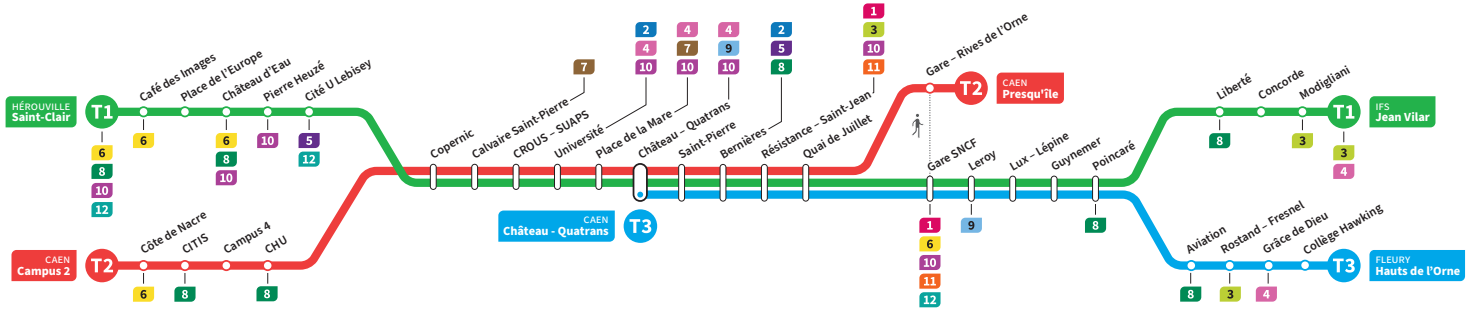 HÉROUVILLE
Saint-Clair
T1
6
8
10
12
Café des Images
6
Place de l'Europe
Château d'Eau
6
8
10
Pierre Heuzé
10
Cité U Lebisey
5
12
CAEN
Campus 2
T2
Côte de Nacre
6
CITIS
8
Campus 4
CHU
8
Copernic
Calvaire Saint-Pierre
7
CROUS – SUAPS
Université
2
4
10
Place de la Mare
4
7
10
Château – Quatrans
4
9
10
Saint-Pierre
Bernières
2
5
8
Résistance – Saint-Jean
1
3
10
11
Quai de Juillet
CAEN
Château - Quatrans
T3
Gare – Rives de l'Orne
T2
CAEN
Presqu'île
Gare SNCF
1
6
10
11
12
Leroy
9
Lux – Lépine
Guynemer
Poincaré
8
Liberté
8
Concorde
Modigliani
3
T1
3
4
IFS
Jean Vilar
Aviation
8
Rostand – Fresnel
3
Grâce de Dieu
4
Collège Hawking
T3
FLEURY
Hauts de l'Orne